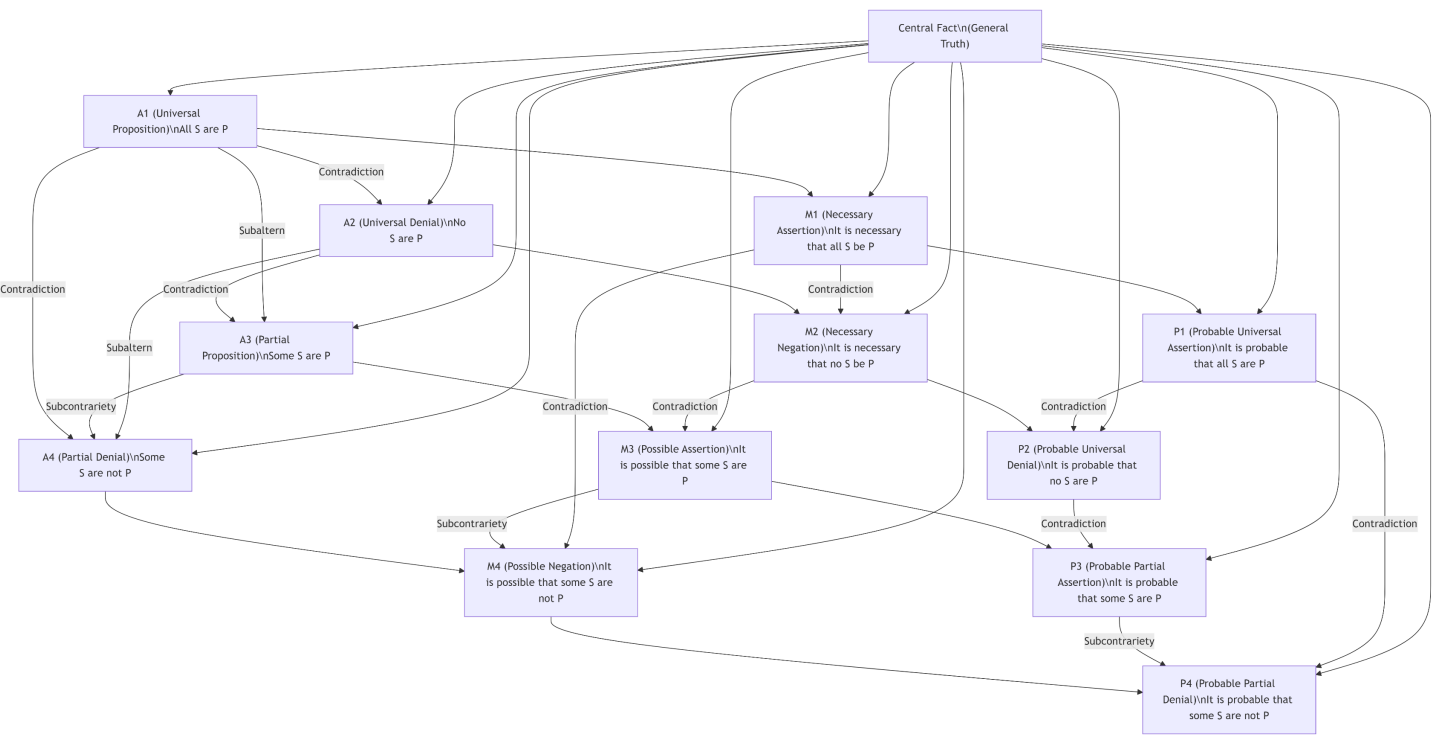 Central Fact\n(General
Truth)
A1 (Universal
Proposition)\nAll S are P
Contradiction
A2 (Universal Denial)\nNo
S are P
M1 (Necessary
Assertion)\nIt is necessary
that all S be P
Subaltern
Contradiction
Contradiction
Contradiction
A3 (Partial
Proposition)\nSome S are P
M2 (Necessary
Negation)\nIt is necessary
that no S be P
P1 (Probable Universal
Assertion)\nIt is probable
that all S are P
Subaltern
Subcontrariety
Contradiction
Contradiction
Contradiction
A4 (Partial Denial)\nSome
S are not P
M3 (Possible Assertion)\nIt
is possible that some S are
P
P2 (Probable Universal
Denial)\nIt is probable that
no S are P
Subcontrariety
Contradiction
Contradiction
M4 (Possible Negation)\nIt
is possible that some S are
not P
P3 (Probable Partial
Assertion)\nIt is probable
that some S are P
Subcontrariety
P4 (Probable Partial
Denial)\nIt is probable that
some S are not P